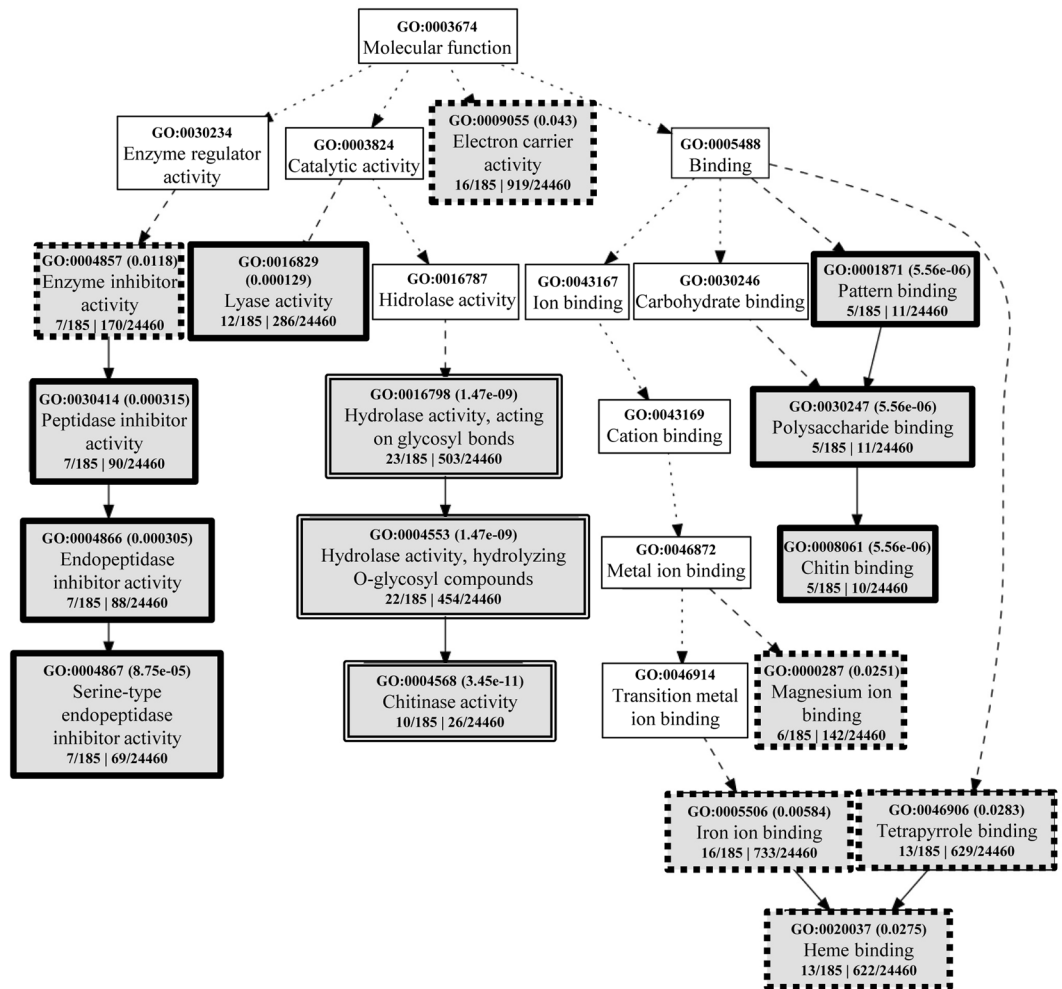 GO:0003674
Molecular function
GO:0030234
Enzyme regulator
activity
GO:0003824
Catalytic activity
GO:0009055 (0.043)
Electron carrier
activity
16/185 | 919/24460
GO:0005488
Binding
GO:0004857 (0.0118)
Enzyme inhibitor
activity
7/185 | 170/24460
GO:0016829
(0.000129)
Lyase activity
12/185 | 286/24460
GO:0016787
Hidrolase activity
GO:0043167
Ion binding
GO:0030246
Carbohydrate binding
GO:0001871 (5.56e-06)
Pattern binding
5/185 | 11/24460
GO:0030414 (0.000315)
Peptidase inhibitor
activity
7/185 | 90/24460
GO:0016798 (1.47e-09)
Hydrolase activity, acting
on glycosyl bonds
23/185 | 503/24460
GO:0043169
Cation binding
GO:0030247 (5.56e-06)
Polysaccharide binding
5/185 | 11/24460
GO:0004866 (0.000305)
Endopeptidase
inhibitor activity
7/185 | 88/24460
GO:0004553 (1.47e-09)
Hydrolase activity, hydrolyzing
O-glycosyl compounds
22/185 | 454/24460
GO:0046872
Metal ion binding
GO:0008061 (5.56e-06)
Chitin binding
5/185 | 10/24460
GO:0004867 (8.75e-05)
Serine-type
endopeptidase
inhibitor activity
7/185 | 69/24460
GO:0004568 (3.45e-11)
Chitinase activity
10/185 | 26/24460
GO:0046914
Transition metal
ion binding
GO:0000287 (0.0251)
Magnesium ion
binding
6/185 | 142/24460
GO:0005506 (0.00584)
Iron ion binding
16/185 | 733/24460
GO:0046906 (0.0283)
Tetrapyrrole binding
13/185 | 629/24460
GO:0020037 (0.0275)
Heme binding
13/185 | 622/24460